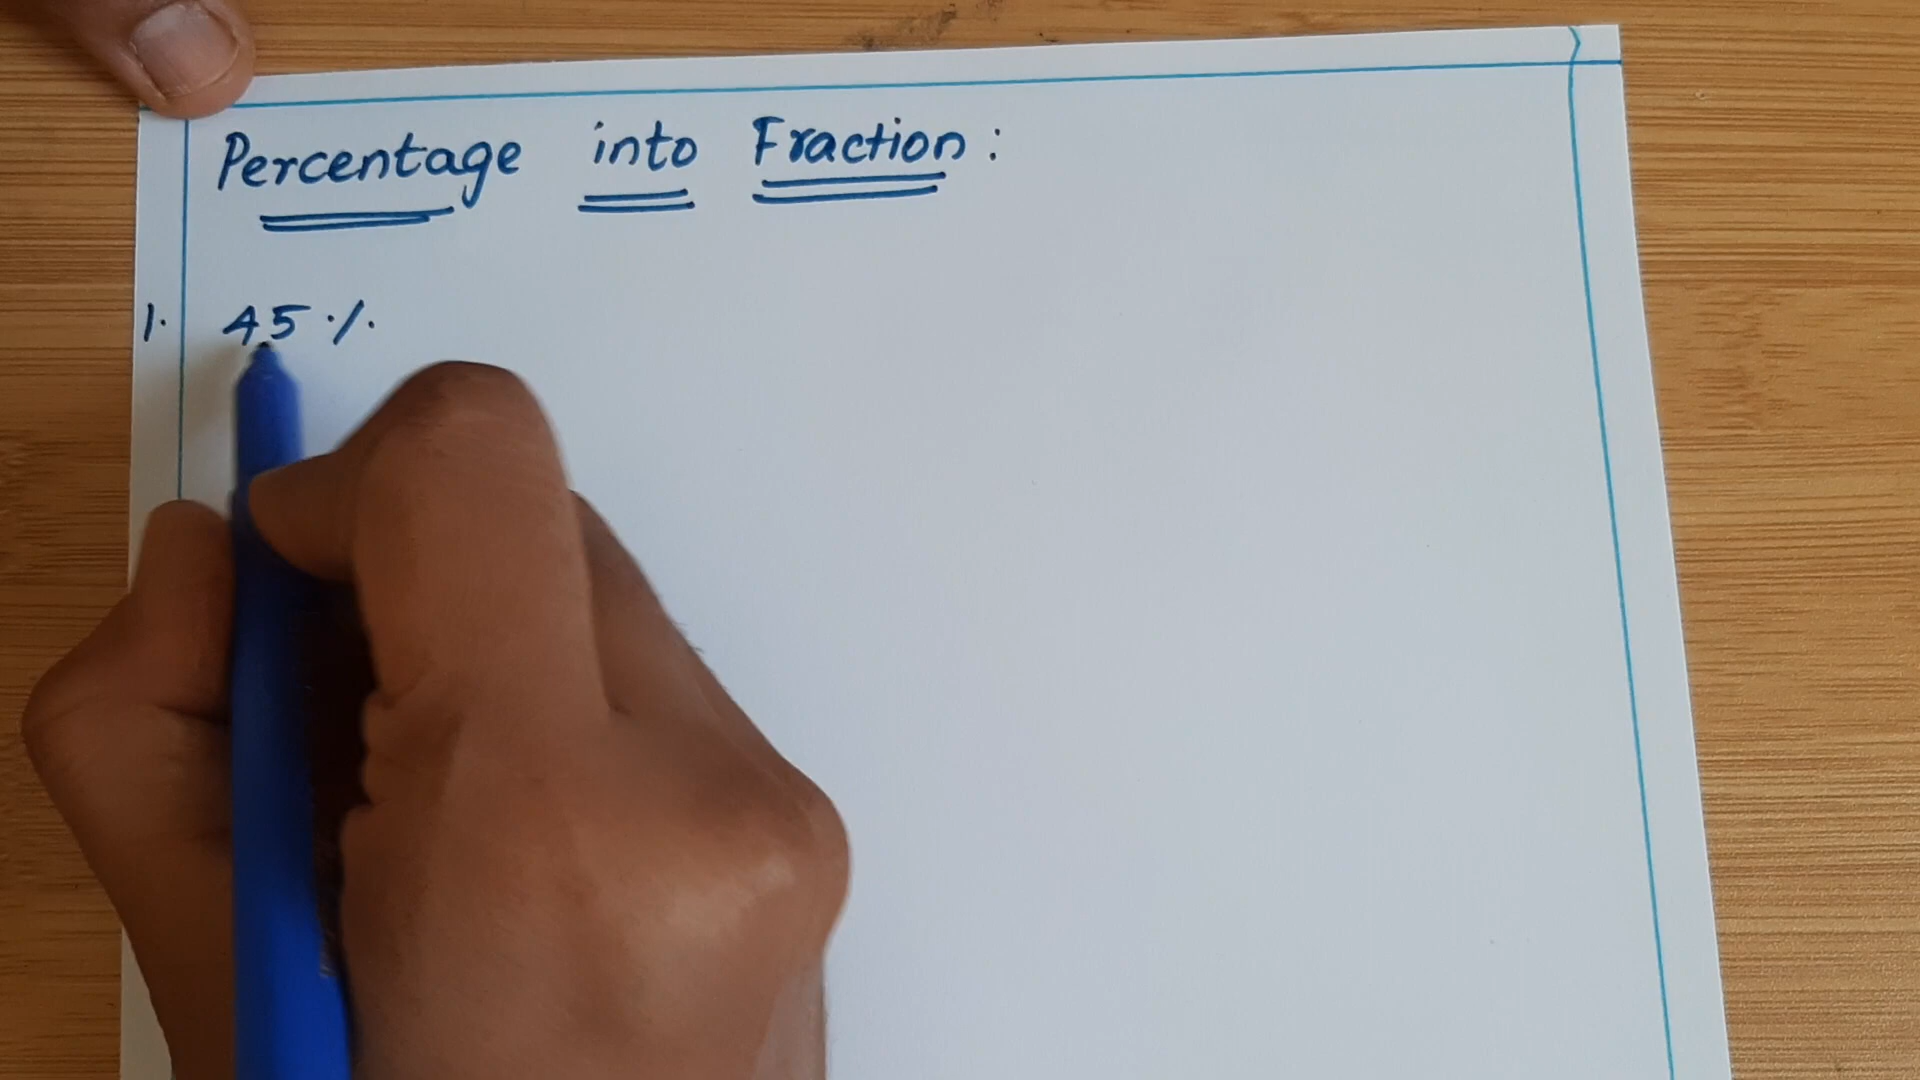 Percentage into Fraction :
1. 45 %